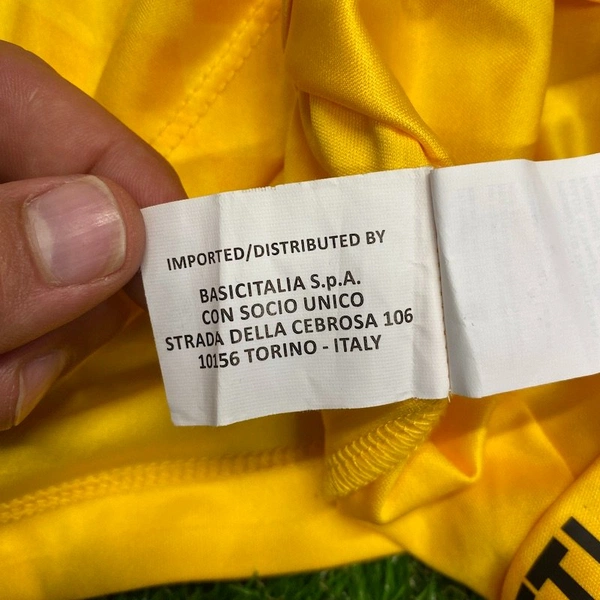 IMPORTED/DISTRIBUTED BY
BASICITALIA S.p.A.
CON SOCIO UNICO
STRADA DELLA CEBROSA 106
10156 TORINO - ITALY